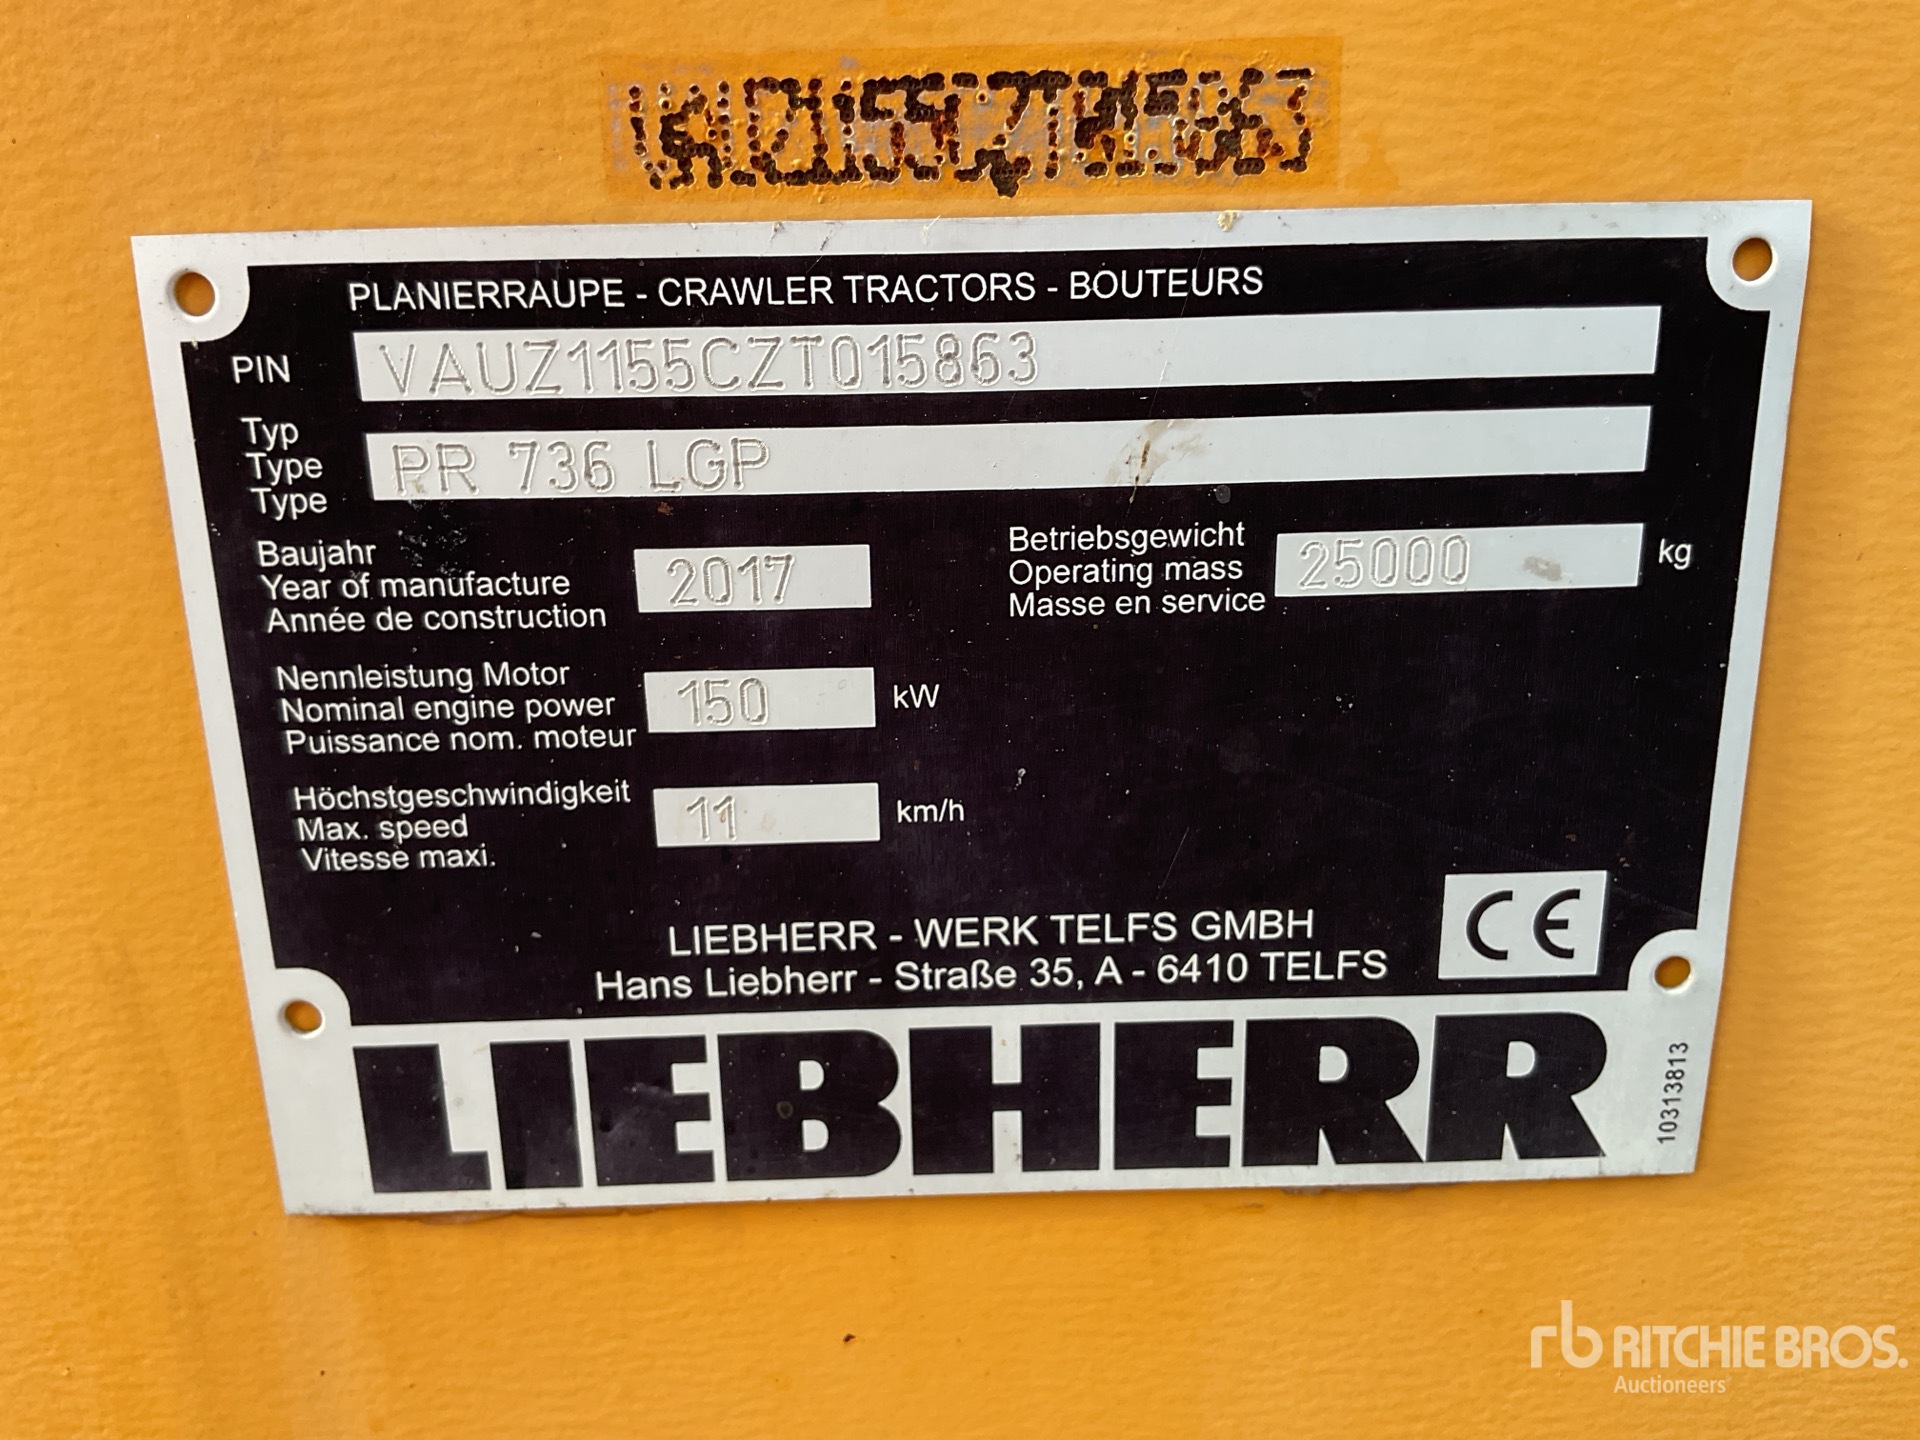 PLANIERRAUPE - CRAWLER TRACTORS - BOUTEURS
PIN VAUZ1155CZT015863
Typ
Type PR 736 LGP
Type
Baujahr
Year of manufacture 2017
Année de construction
Betriebsgewicht
Operating mass 25000 kg
Masse en service
Nennleistung Motor
Nominal engine power 150 kW
Puissance nom. moteur
Höchstgeschwindigkeit
Max. speed 11 km/h
Vitesse maxi.
LIEBHERR - WERK TELFS GMBH
Hans Liebherr - Straße 35, A - 6410 TELFS
CE
LIEBHERR
10313813
rb RITCHIE BROS.
Auctioneers